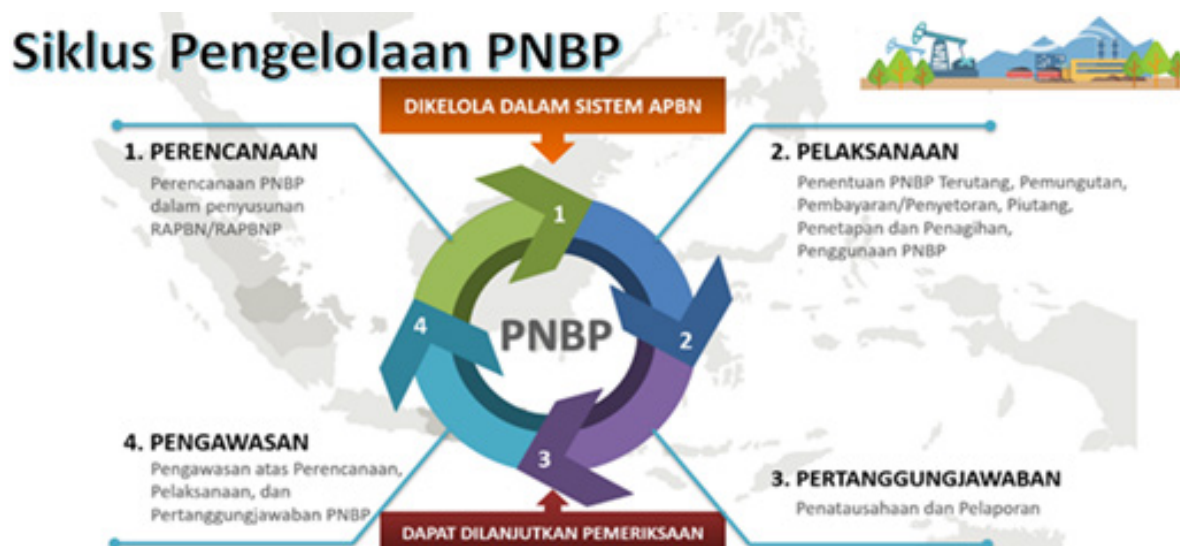 Siklus Pengelolaan PNBP
DIKELOLA DALAM SISTEM APBN
1. PERENCANAAN
Perencanaan PNBP
dalam penyusunan
RAPBN/RAPBNP
2. PELAKSANAAN
Penentuan PNBP Terutang, Pemungutan,
Pembayaran/Penyetoran, Piutang,
Penetapan dan Penagihan,
Penggunaan PNBP
1
2
3
4
PNBP
4. PENGAWASAN
Pengawasan atas Perencanaan,
Pelaksanaan, dan
Pertanggungjawaban PNBP
3. PERTANGGUNGJAWABAN
Penatausahaan dan Pelaporan
DAPAT DILANJUTKAN PEMERIKSAAN